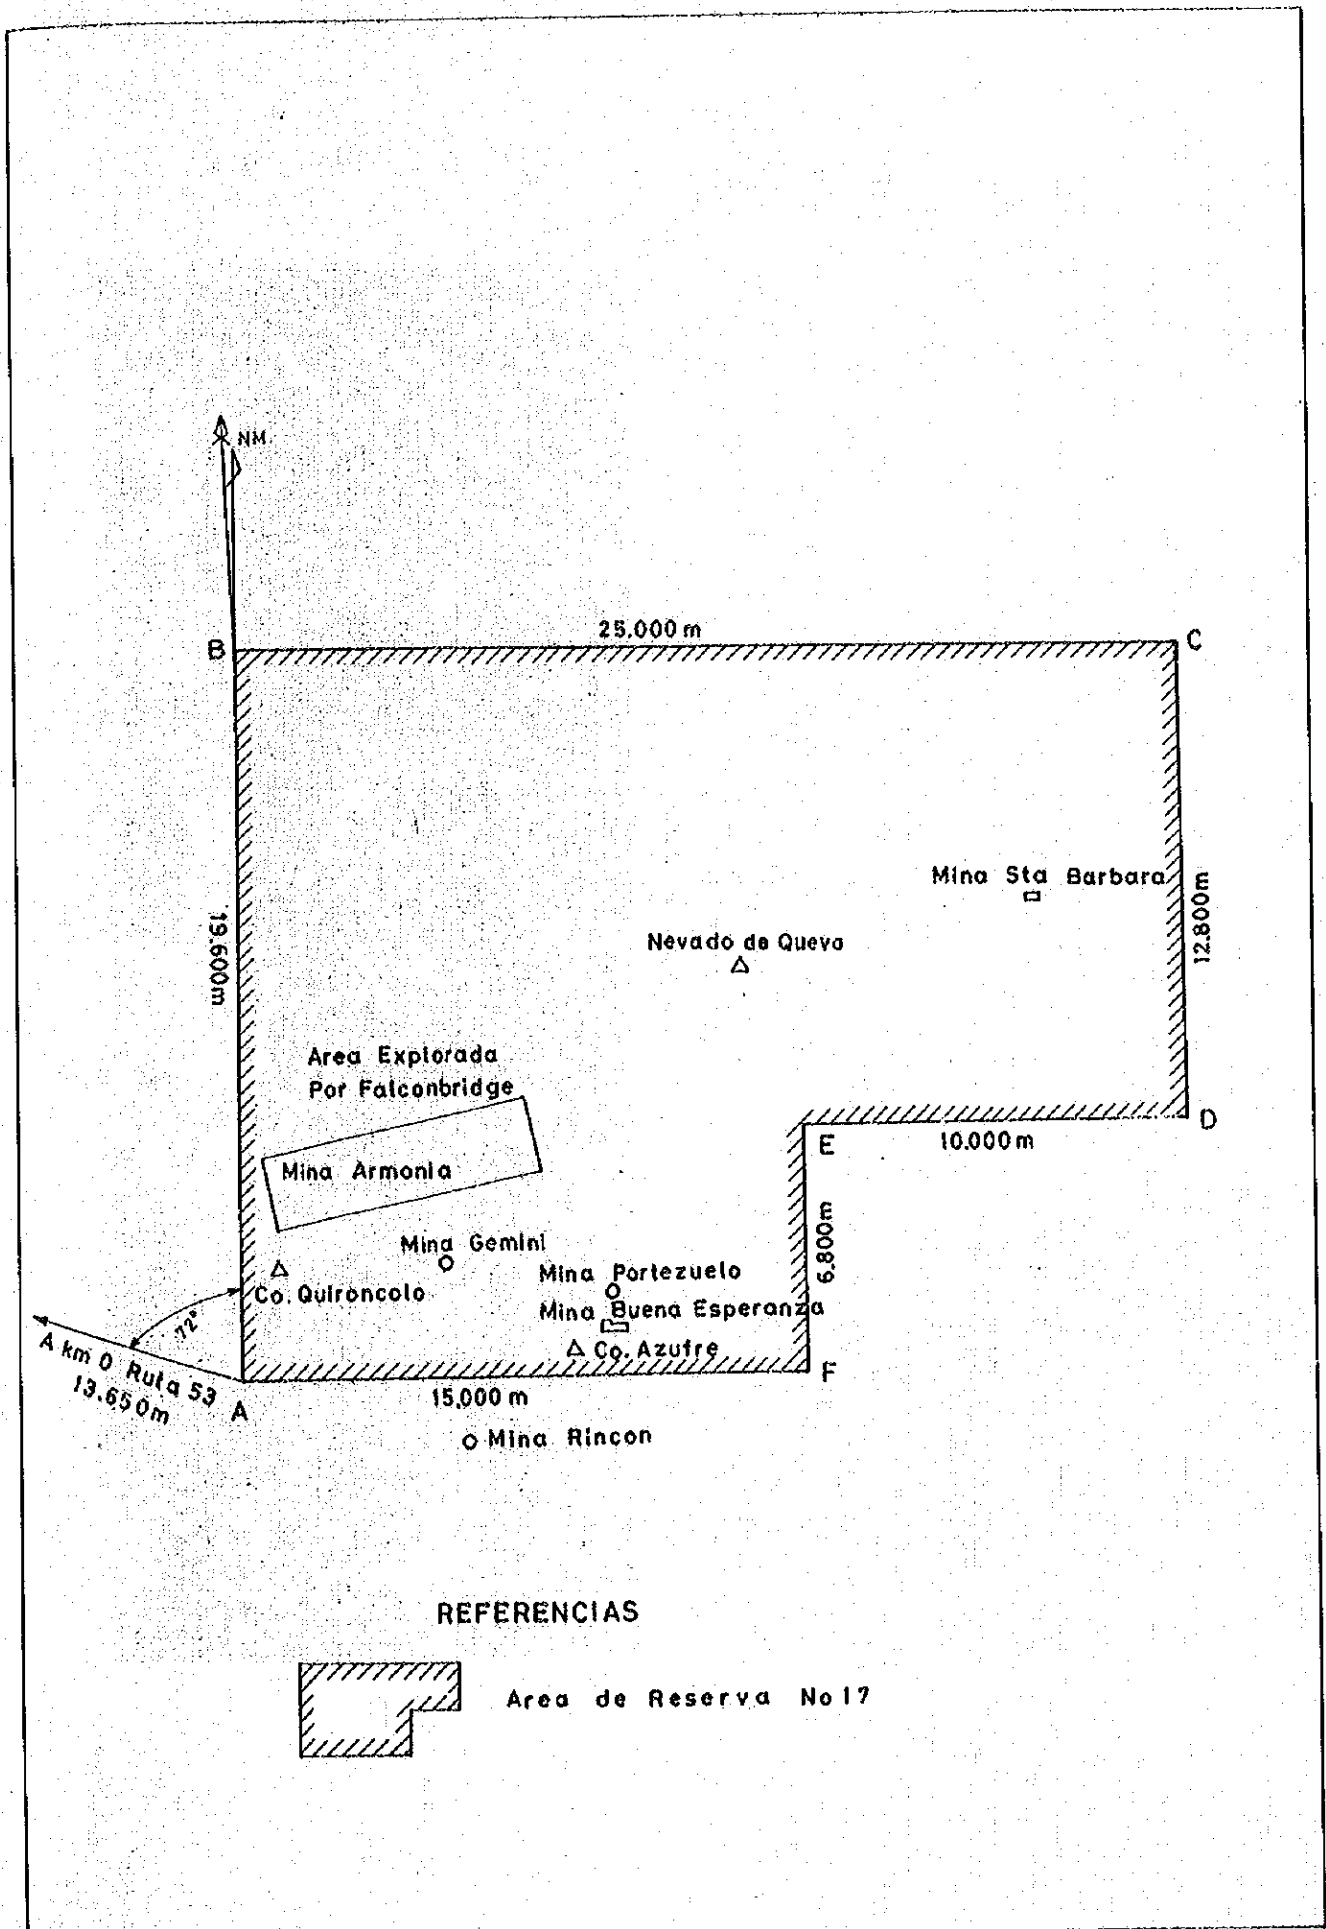 NM.
25.000 m
B
C
Mina Sta Barbara
12.800m
Nevado de Queva
19.600m
Area Explorada
Por Falconbridge
D
10.000 m
E
Mina Armonia
6.800m
Mina Gemini
Mina Portezuelo
Co. Quironcolo
Mina Buena Esperanza
72°
Co. Azufre
A km 0 Ruta 53
13.650m
A
F
15.000 m
Mina Rincon
REFERENCIAS
Area de Reserva No 17